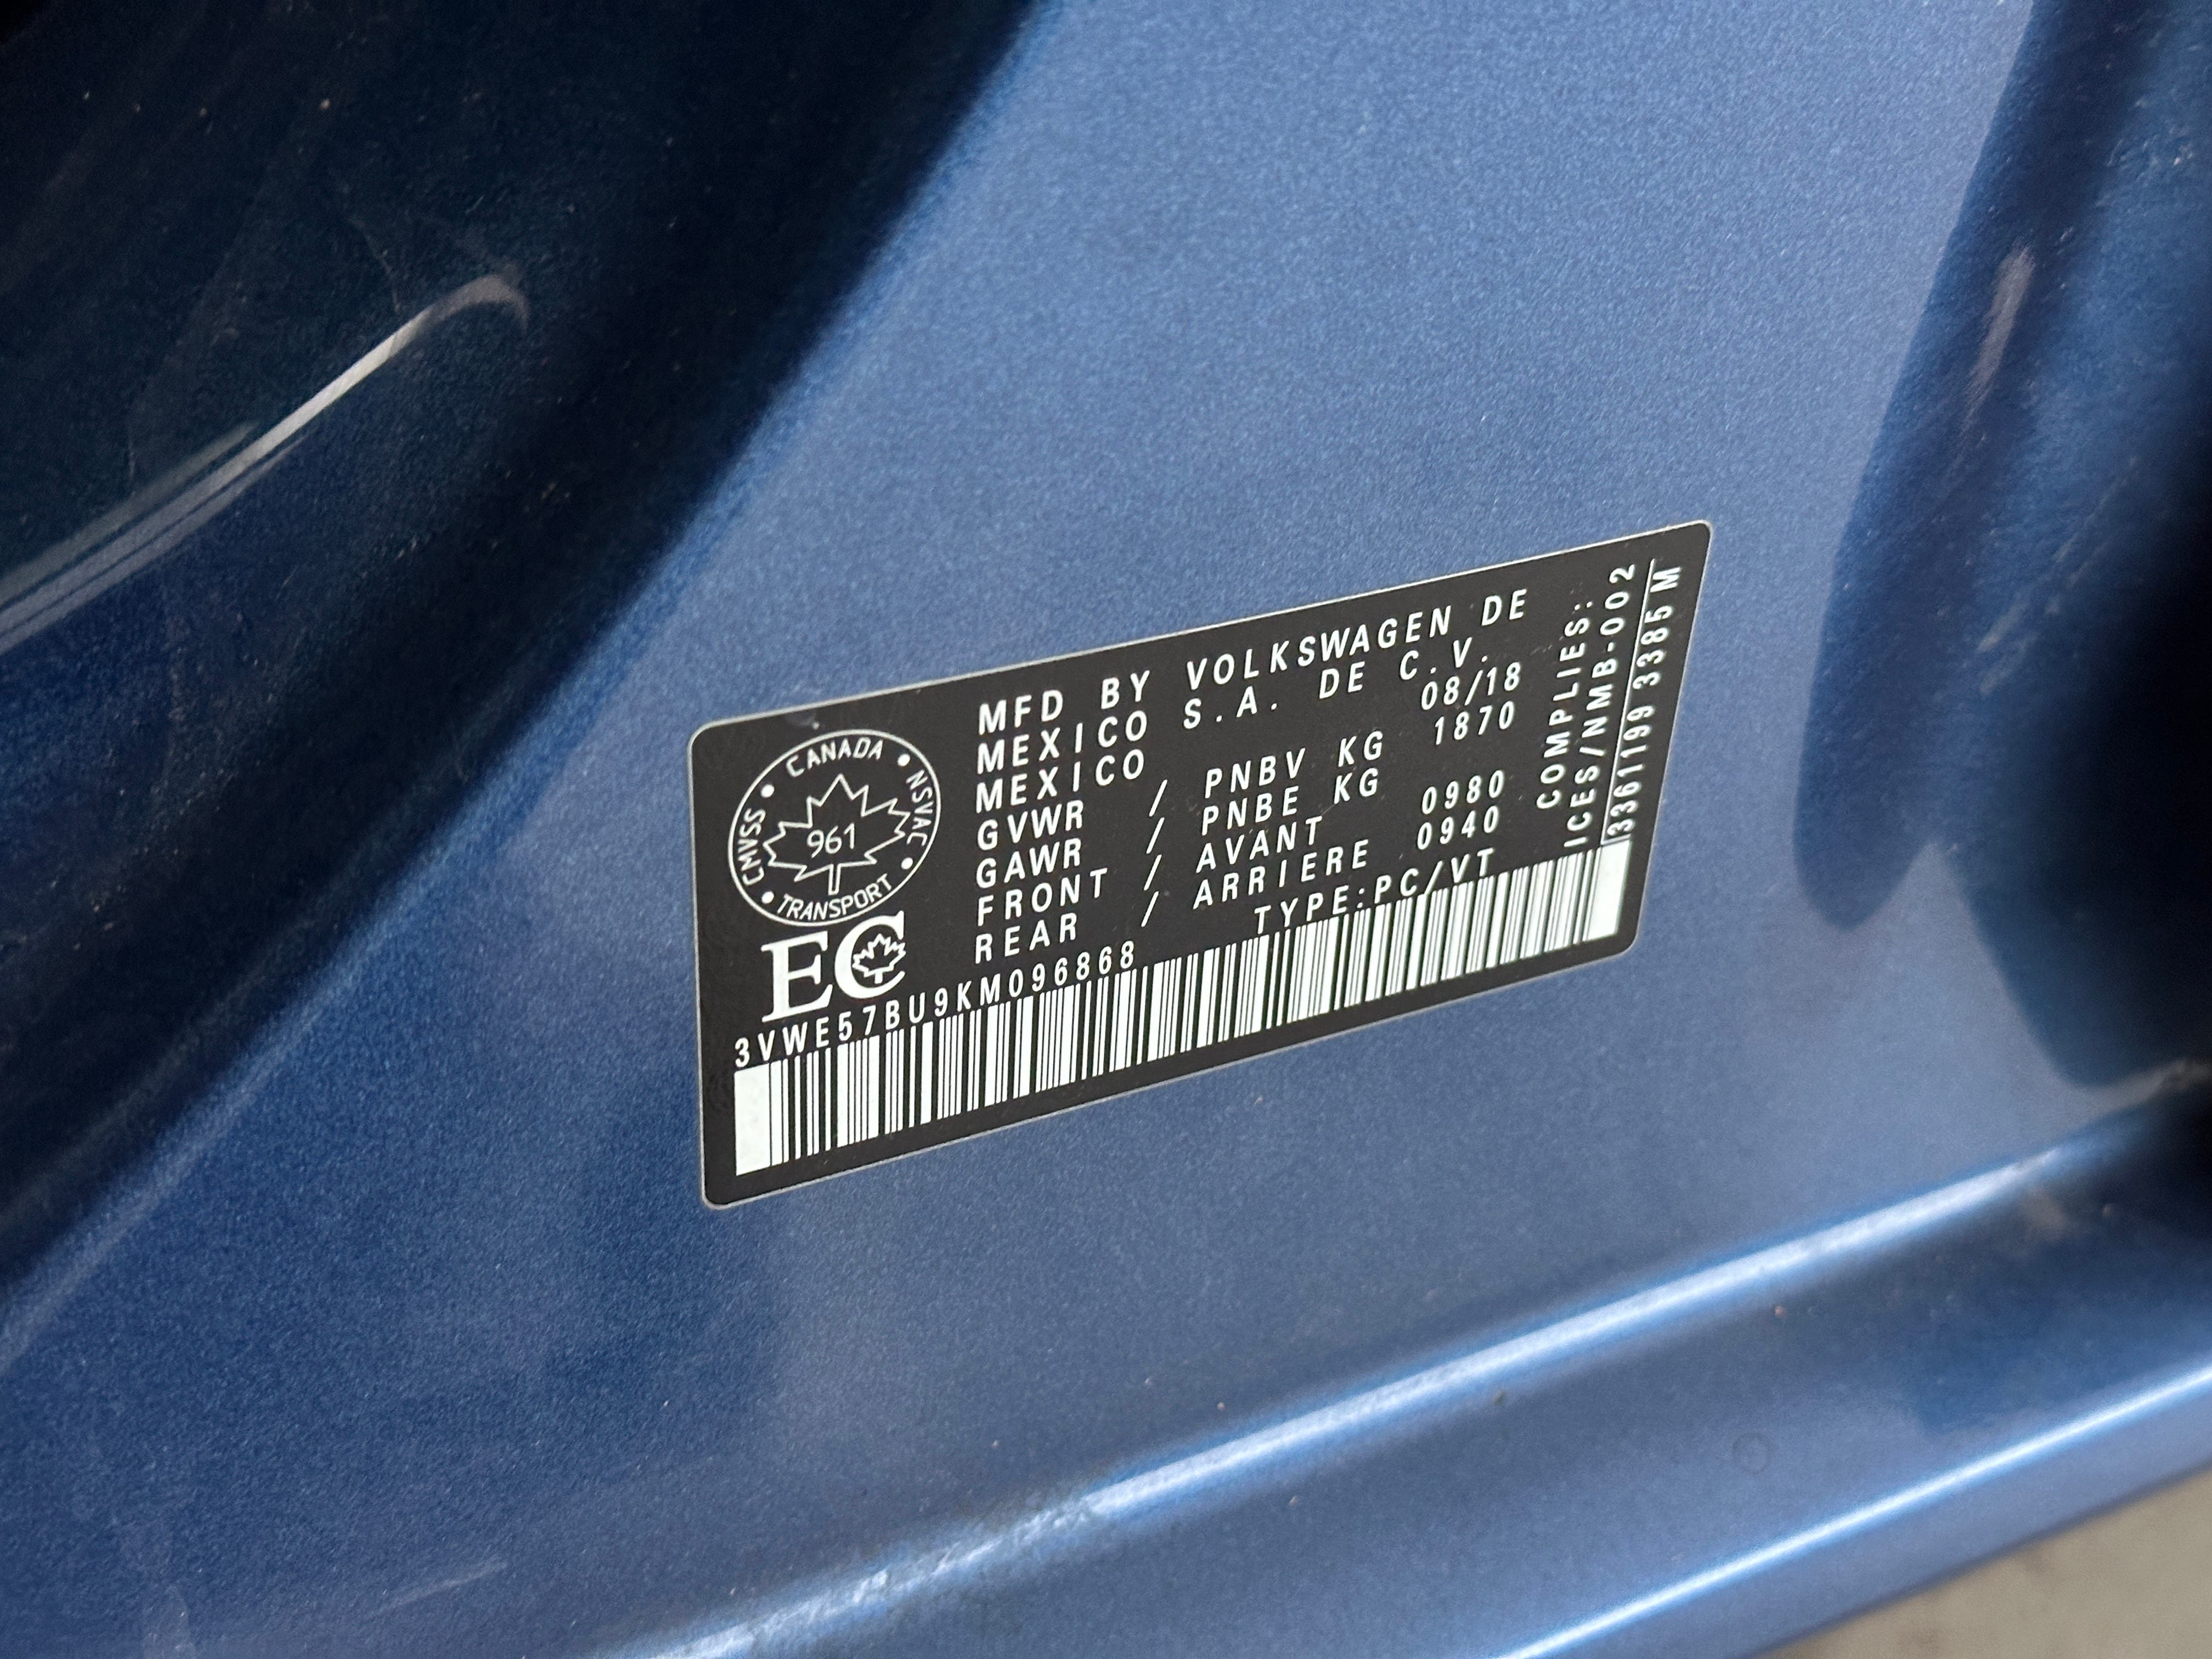 MFD BY VOLKSWAGEN DE
MEXICO S.A. DE C.V.
MEXICO 08/18
GVWR / PNBV KG 1870
GAWR / PNBE KG
FRONT / AVANT 0980
REAR / ARRIERE 0940
TYPE:PC/VT
3VWE57BU9KM096868
CANADA • NSVAC • TRANSPORT • CMVSS •
961
EC
COMPLIES:
ICES/NMB-002
3361199 3385 M